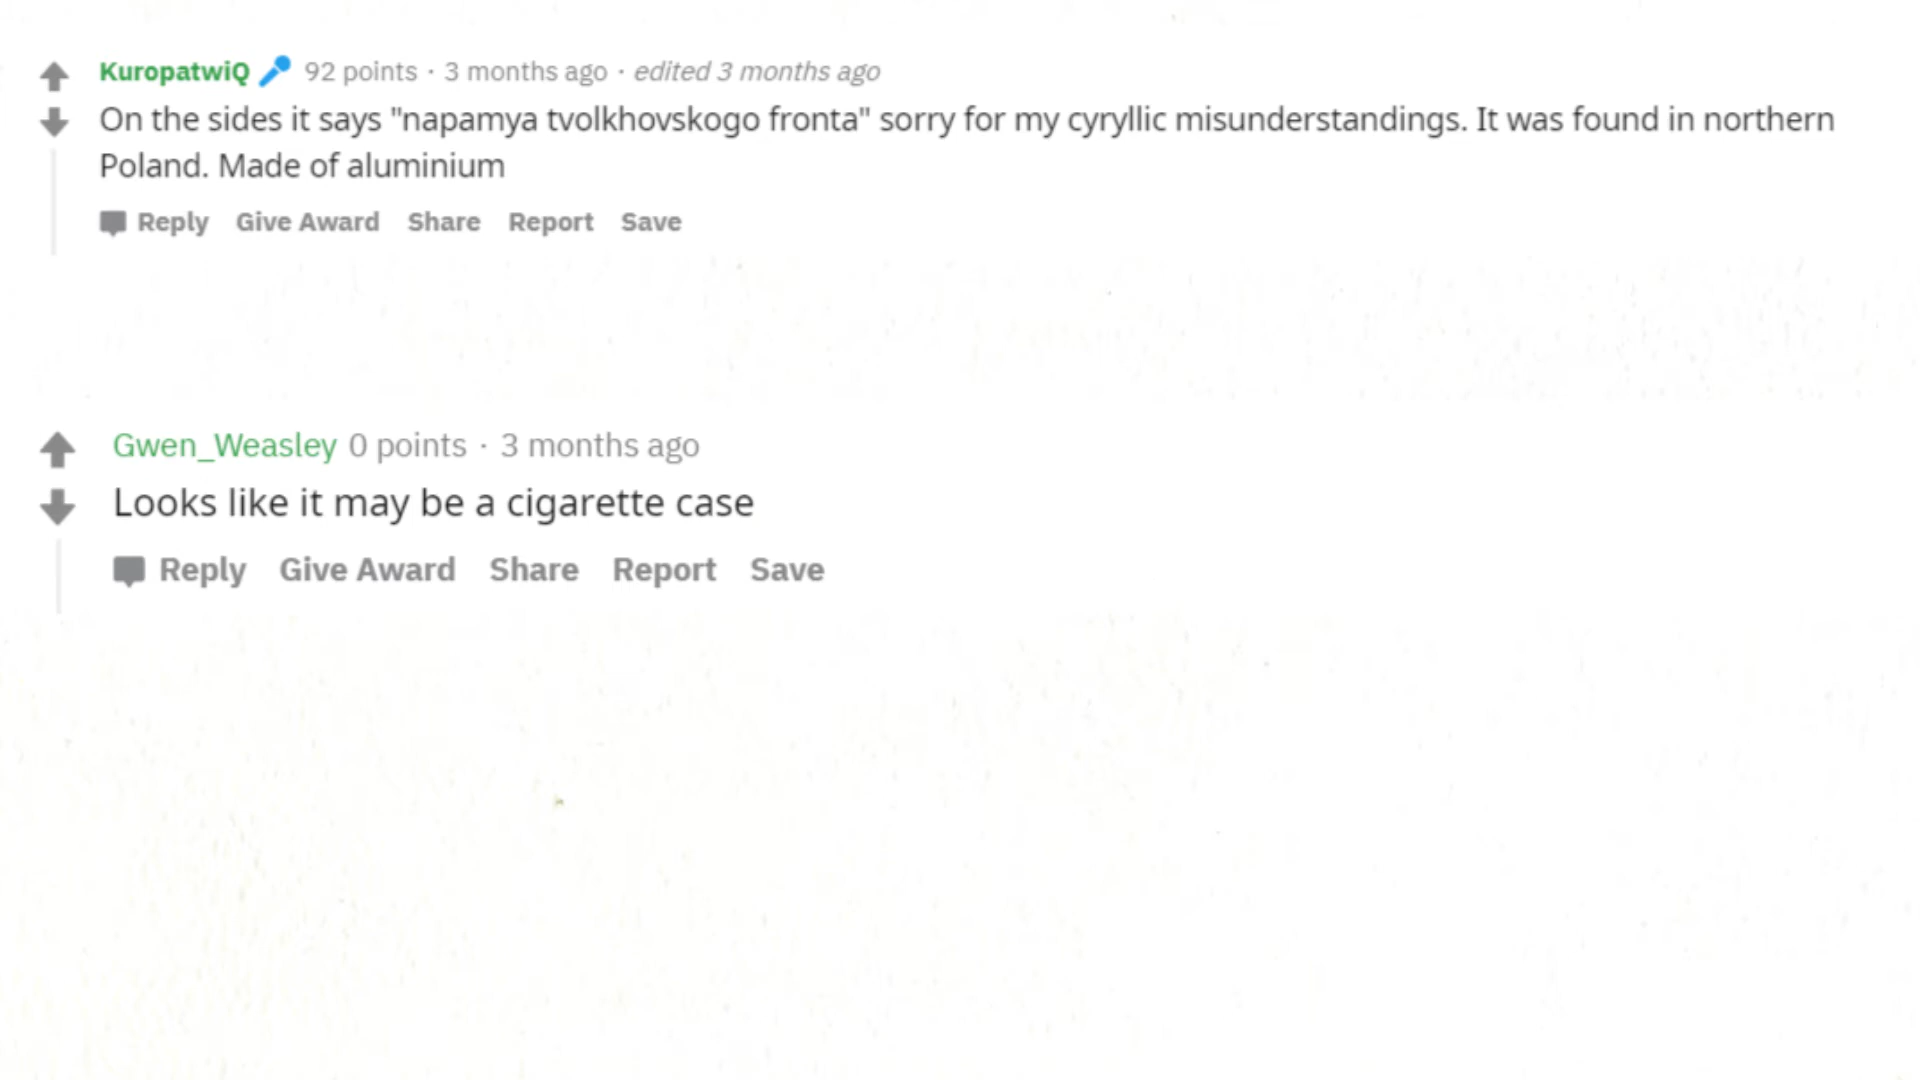 KuropatwiQ 92 points · 3 months ago · edited 3 months ago
On the sides it says "napamya tvolkhovskogo fronta" sorry for my cyryllic misunderstandings. It was found in northern
Poland. Made of aluminium
Reply Give Award Share Report Save
Gwen_Weasley 0 points · 3 months ago
Looks like it may be a cigarette case
Reply Give Award Share Report Save